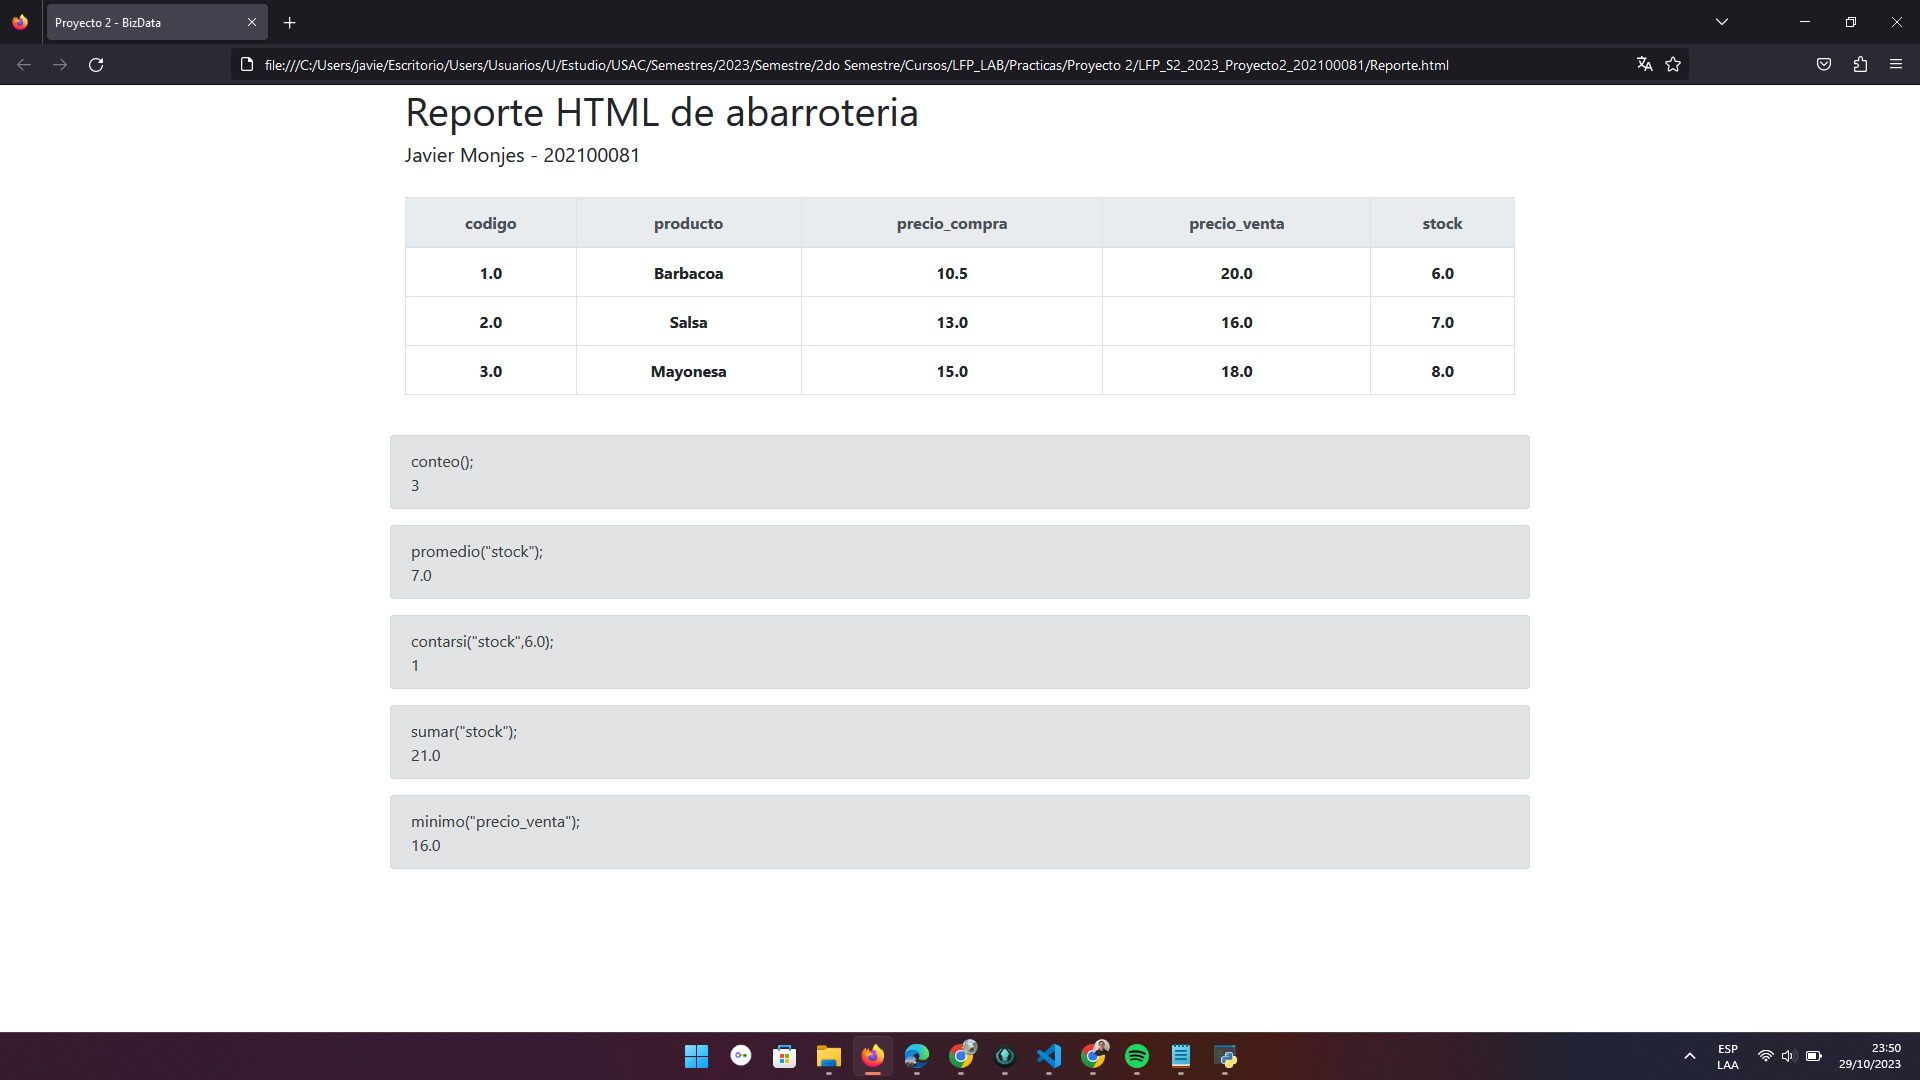 Proyecto 2 - BizData
file:///C:/Users/javie/Escritorio/Users/Usuarios/U/Estudio/USAC/Semestres/2023/Semestre/2do Semestre/Cursos/LFP_LAB/Practicas/Proyecto 2/LFP_S2_2023_Proyecto2_202100081/Reporte.html
Reporte HTML de abarroteria
Javier Monjes - 202100081
codigo producto precio_compra precio_venta stock
1.0 Barbacoa 10.5 20.0 6.0
2.0 Salsa 13.0 16.0 7.0
3.0 Mayonesa 15.0 18.0 8.0
conteo();
3
promedio("stock");
7.0
contarsi("stock",6.0);
1
sumar("stock");
21.0
minimo("precio_venta");
16.0
ESP
LAA
23:50
29/10/2023